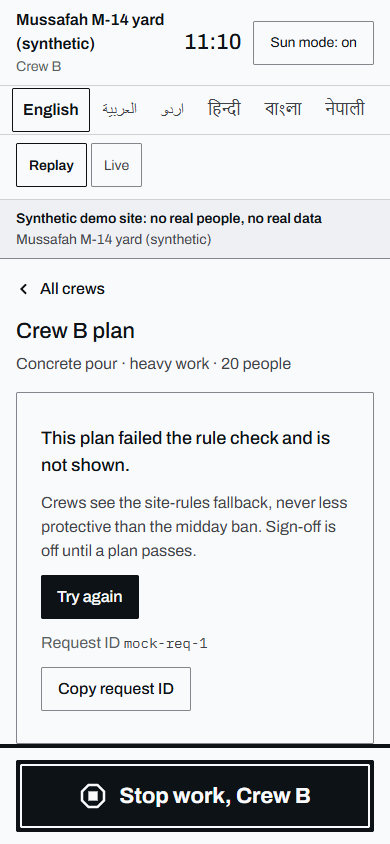 Mussafah M-14 yard
(synthetic)
Crew B
11:10
Sun mode: on
English
العربية
اردو
हिन्दी
বাংলা
नेपाली
Replay
Live
Synthetic demo site: no real people, no real data
Mussafah M-14 yard (synthetic)
All crews
Crew B plan
Concrete pour · heavy work · 20 people
This plan failed the rule check and is
not shown.
Crews see the site-rules fallback, never less
protective than the midday ban. Sign-off is
off until a plan passes.
Try again
Request ID mock-req-1
Copy request ID
Stop work, Crew B